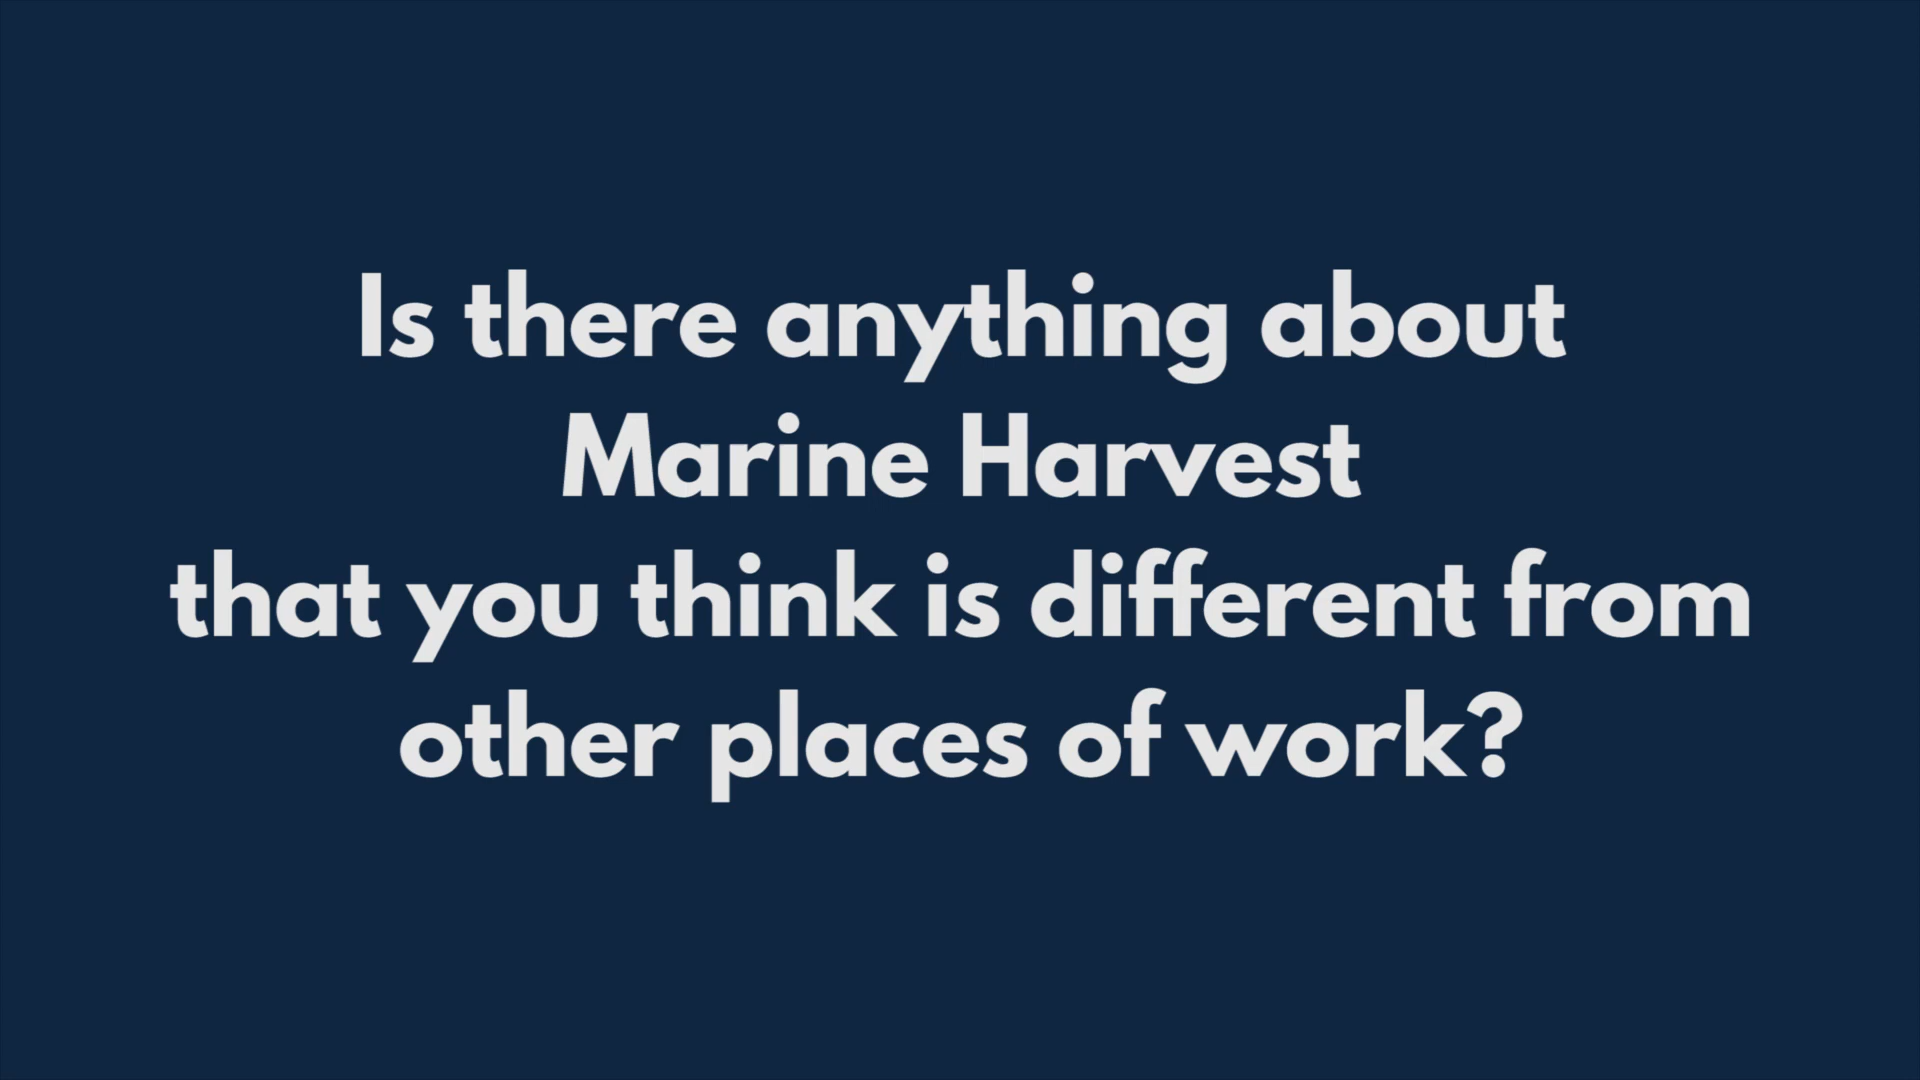 Is there anything about
Marine Harvest
that you think is different from
other places of work?